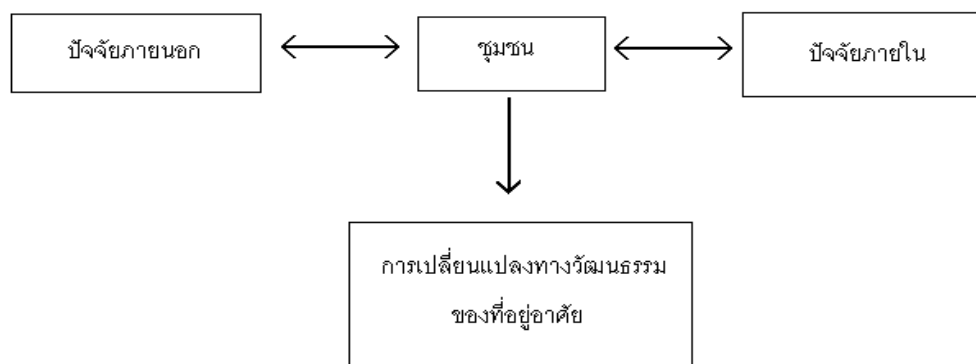 ปัจจัยภายนอก
ชุมชน
ปัจจัยภายใน
การเปลี่ยนแปลงทางวัฒนธรรม
ของที่อยู่อาศัย